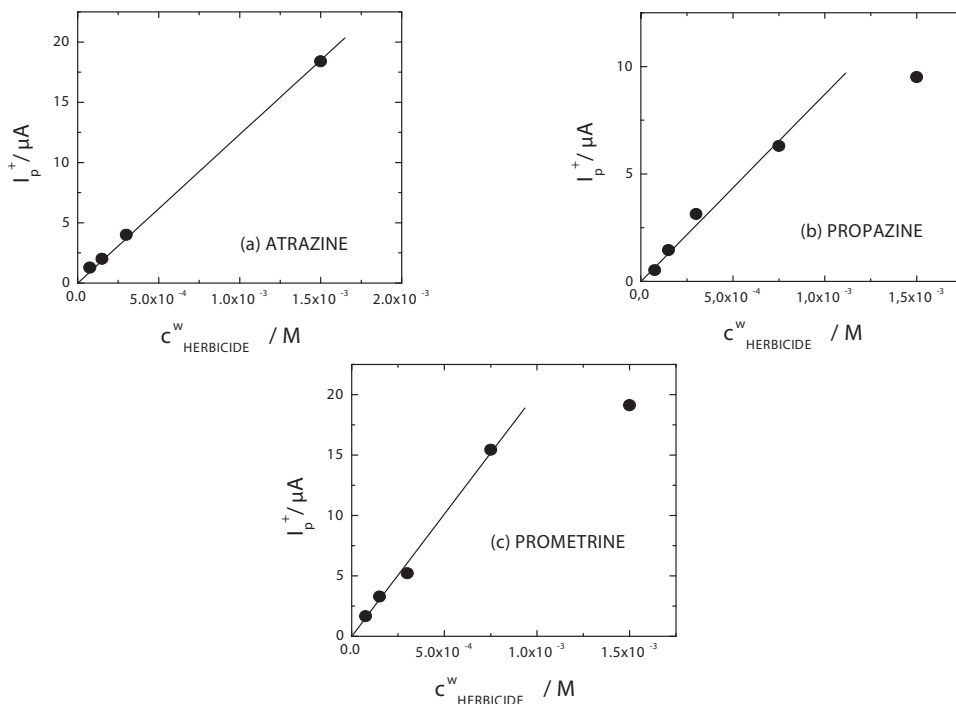 20
15
10
5
0
I_p^+ / µA
(a) ATRAZINE
0.0 5.0x10^-4 1.0x10^-3 1.5x10^-3 2.0x10^-3
c^w_HERBICIDE / M
10
5
0
I_p^+ / µA
(b) PROPAZINE
0,0 5,0x10^-4 1,0x10^-3 1,5x10^-3
c^w_HERBICIDE / M
20
15
10
5
0
I_p^+ / µA
(c) PROMETRINE
0.0 5.0x10^-4 1.0x10^-3 1.5x10^-3
c^w_HERBICIDE / M